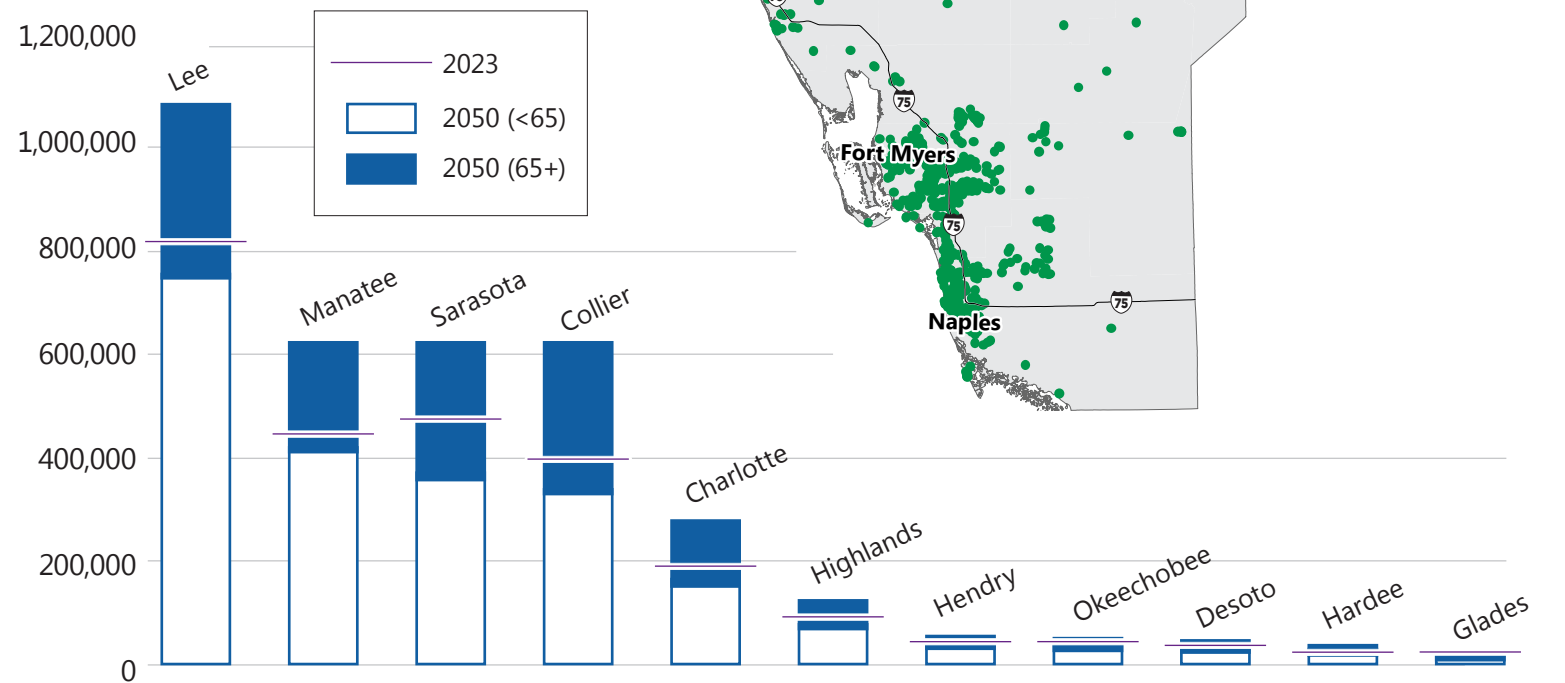 1,200,000
1,000,000
800,000
600,000
400,000
200,000
0
Lee
Manatee
Sarasota
Collier
Charlotte
Highlands
Hendry
Okeechobee
Desoto
Hardee
Glades
2023
2050 (<65)
2050 (65+)
75
Fort Myers
75
75
Naples